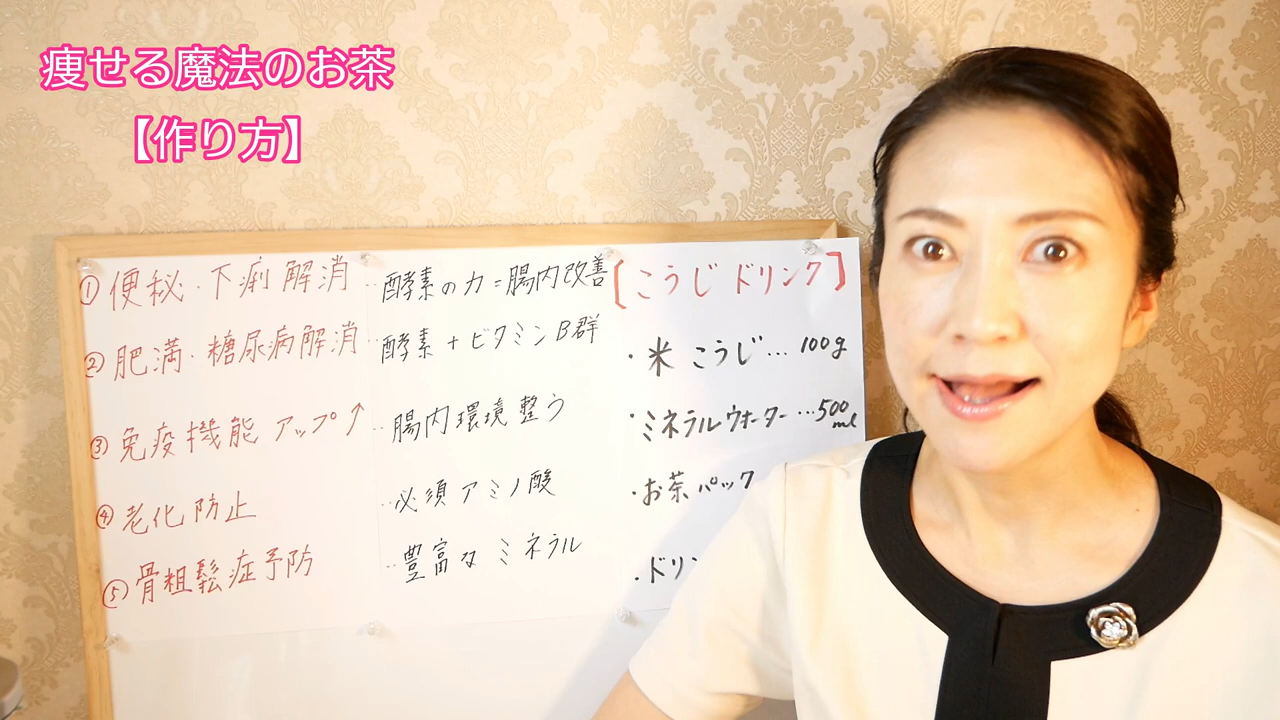 痩せる魔法のお茶
【作り方】
① 便秘・下痢解消 … 酵素の力=腸内改善
② 肥満・糖尿病解消 … 酵素+ビタミンB群
③ 免疫機能アップ↑ … 腸内環境整う
④ 老化防止 … 必須アミノ酸
⑤ 骨粗鬆症予防 … 豊富なミネラル
[こうじドリンク]
・米こうじ… 100g
・ミネラルウォーター…500ml
・お茶パック
・ドリン